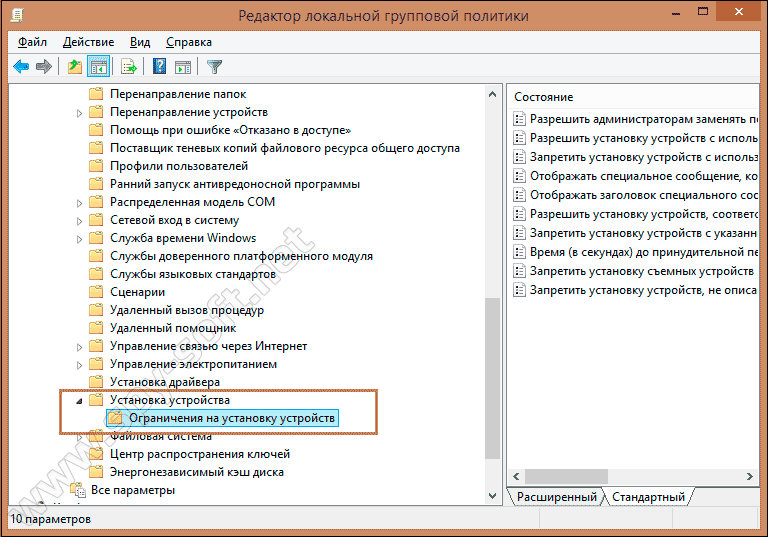 Редактор локальной групповой политики
Файл Действие Вид Справка
Перенаправление папок
Перенаправление устройств
Помощь при ошибке «Отказано в доступе»
Поставщик теневых копий файлового ресурса общего доступа
Профили пользователей
Ранний запуск антивредоносной программы
Распределенная модель COM
Сетевой вход в систему
Служба времени Windows
Службы доверенного платформенного модуля
Службы языковых стандартов
Сценарии
Удаленный вызов процедур
Удаленный помощник
Управление связью через Интернет
Управление электропитанием
Установка драйвера
Установка устройства
Ограничения на установку устройств
Файловая система
Центр распространения ключей
Энергонезависимый кэш диска
Все параметры
Состояние
Разрешить администраторам заменять по
Разрешить установку устройств с исполь
Запретить установку устройств с использ
Отображать специальное сообщение, ко
Отображать заголовок специального соо
Разрешить установку устройств, соответс
Запретить установку устройств с указанн
Время (в секундах) до принудительной пе
Запретить установку съемных устройств
Запретить установку устройств, не описа
Расширенный Стандартный
10 параметров
www.spy-soft.net